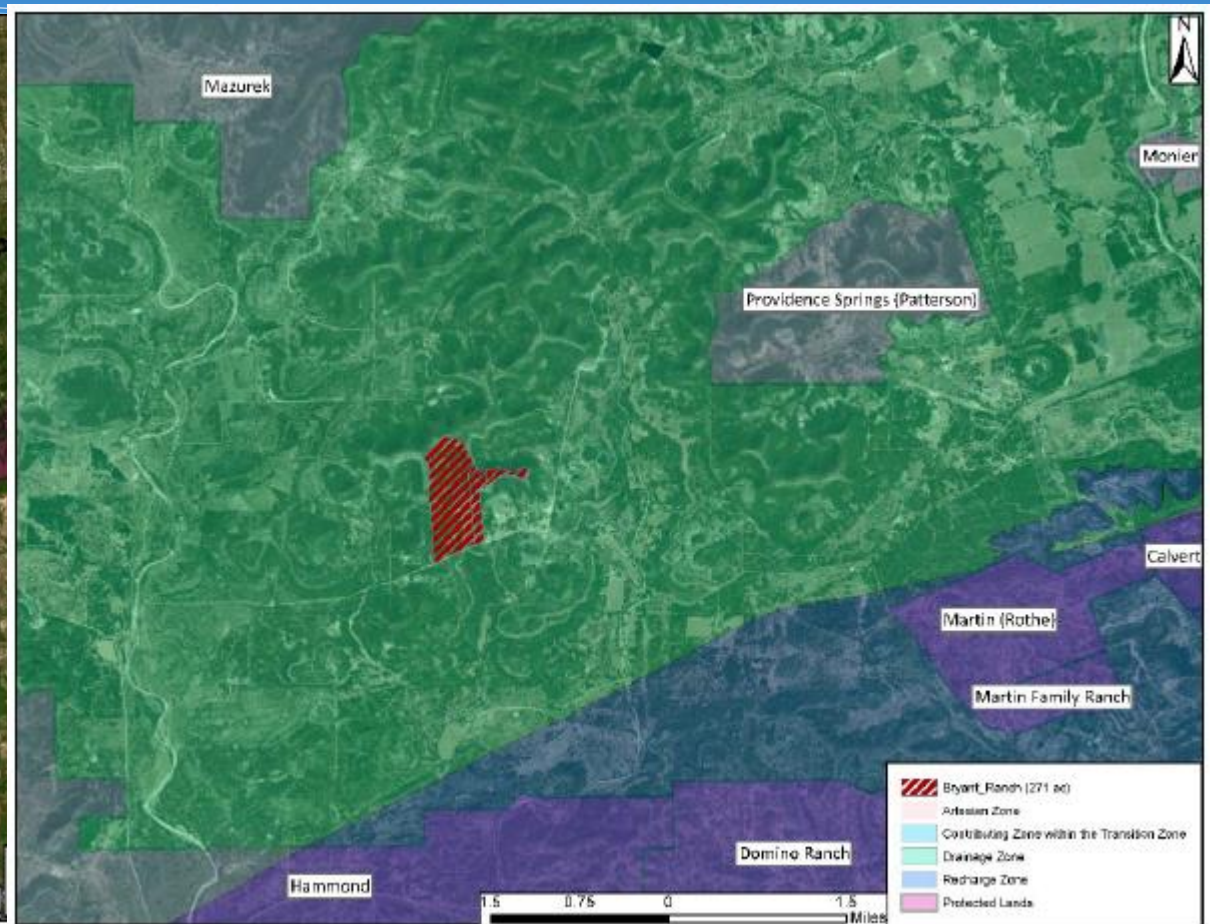 N
Mazurek
Monier
Providence Springs (Patterson)
Calvert
Martin (Rothe)
Martin Family Ranch
Domino Ranch
Hammond
Bryant_Ranch (271 ac)
Artesian Zone
Contributing Zone within the Transition Zone
Drainage Zone
Recharge Zone
Protected Lands
1.5 0.75 0 1.5
Miles